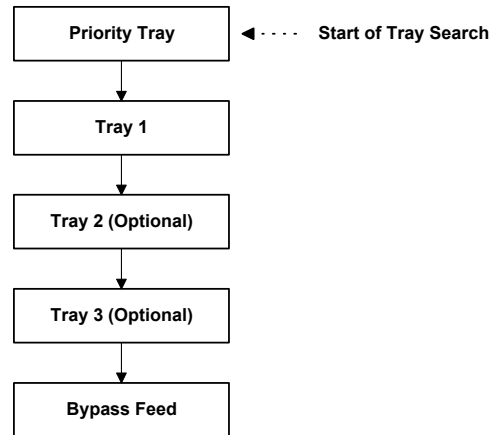 Priority Tray
Start of Tray Search
Tray 1
Tray 2 (Optional)
Tray 3 (Optional)
Bypass Feed